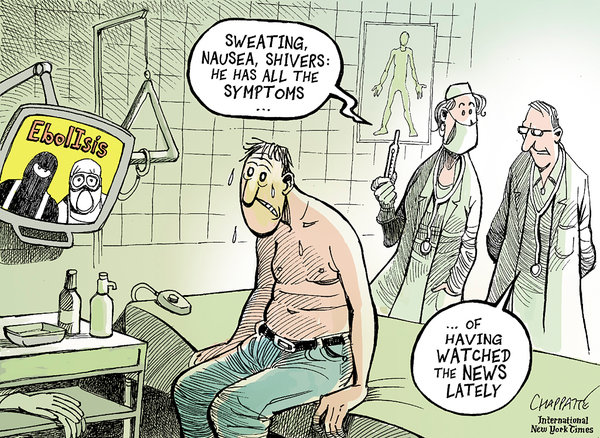 SWEATING,
NAUSEA, SHIVERS:
HE HAS ALL THE
SYMPTOMS
...
EbolIsis
... OF
HAVING
WATCHED
THE NEWS
LATELY
CHAPPATTE
International
New York Times